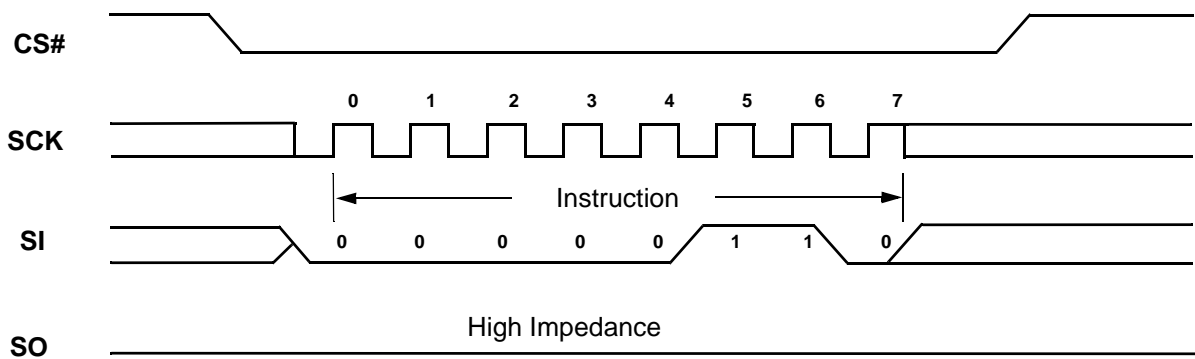 CS#
0 1 2 3 4 5 6 7
SCK
Instruction
SI
0 0 0 0 0 1 1 0
High Impedance
SO